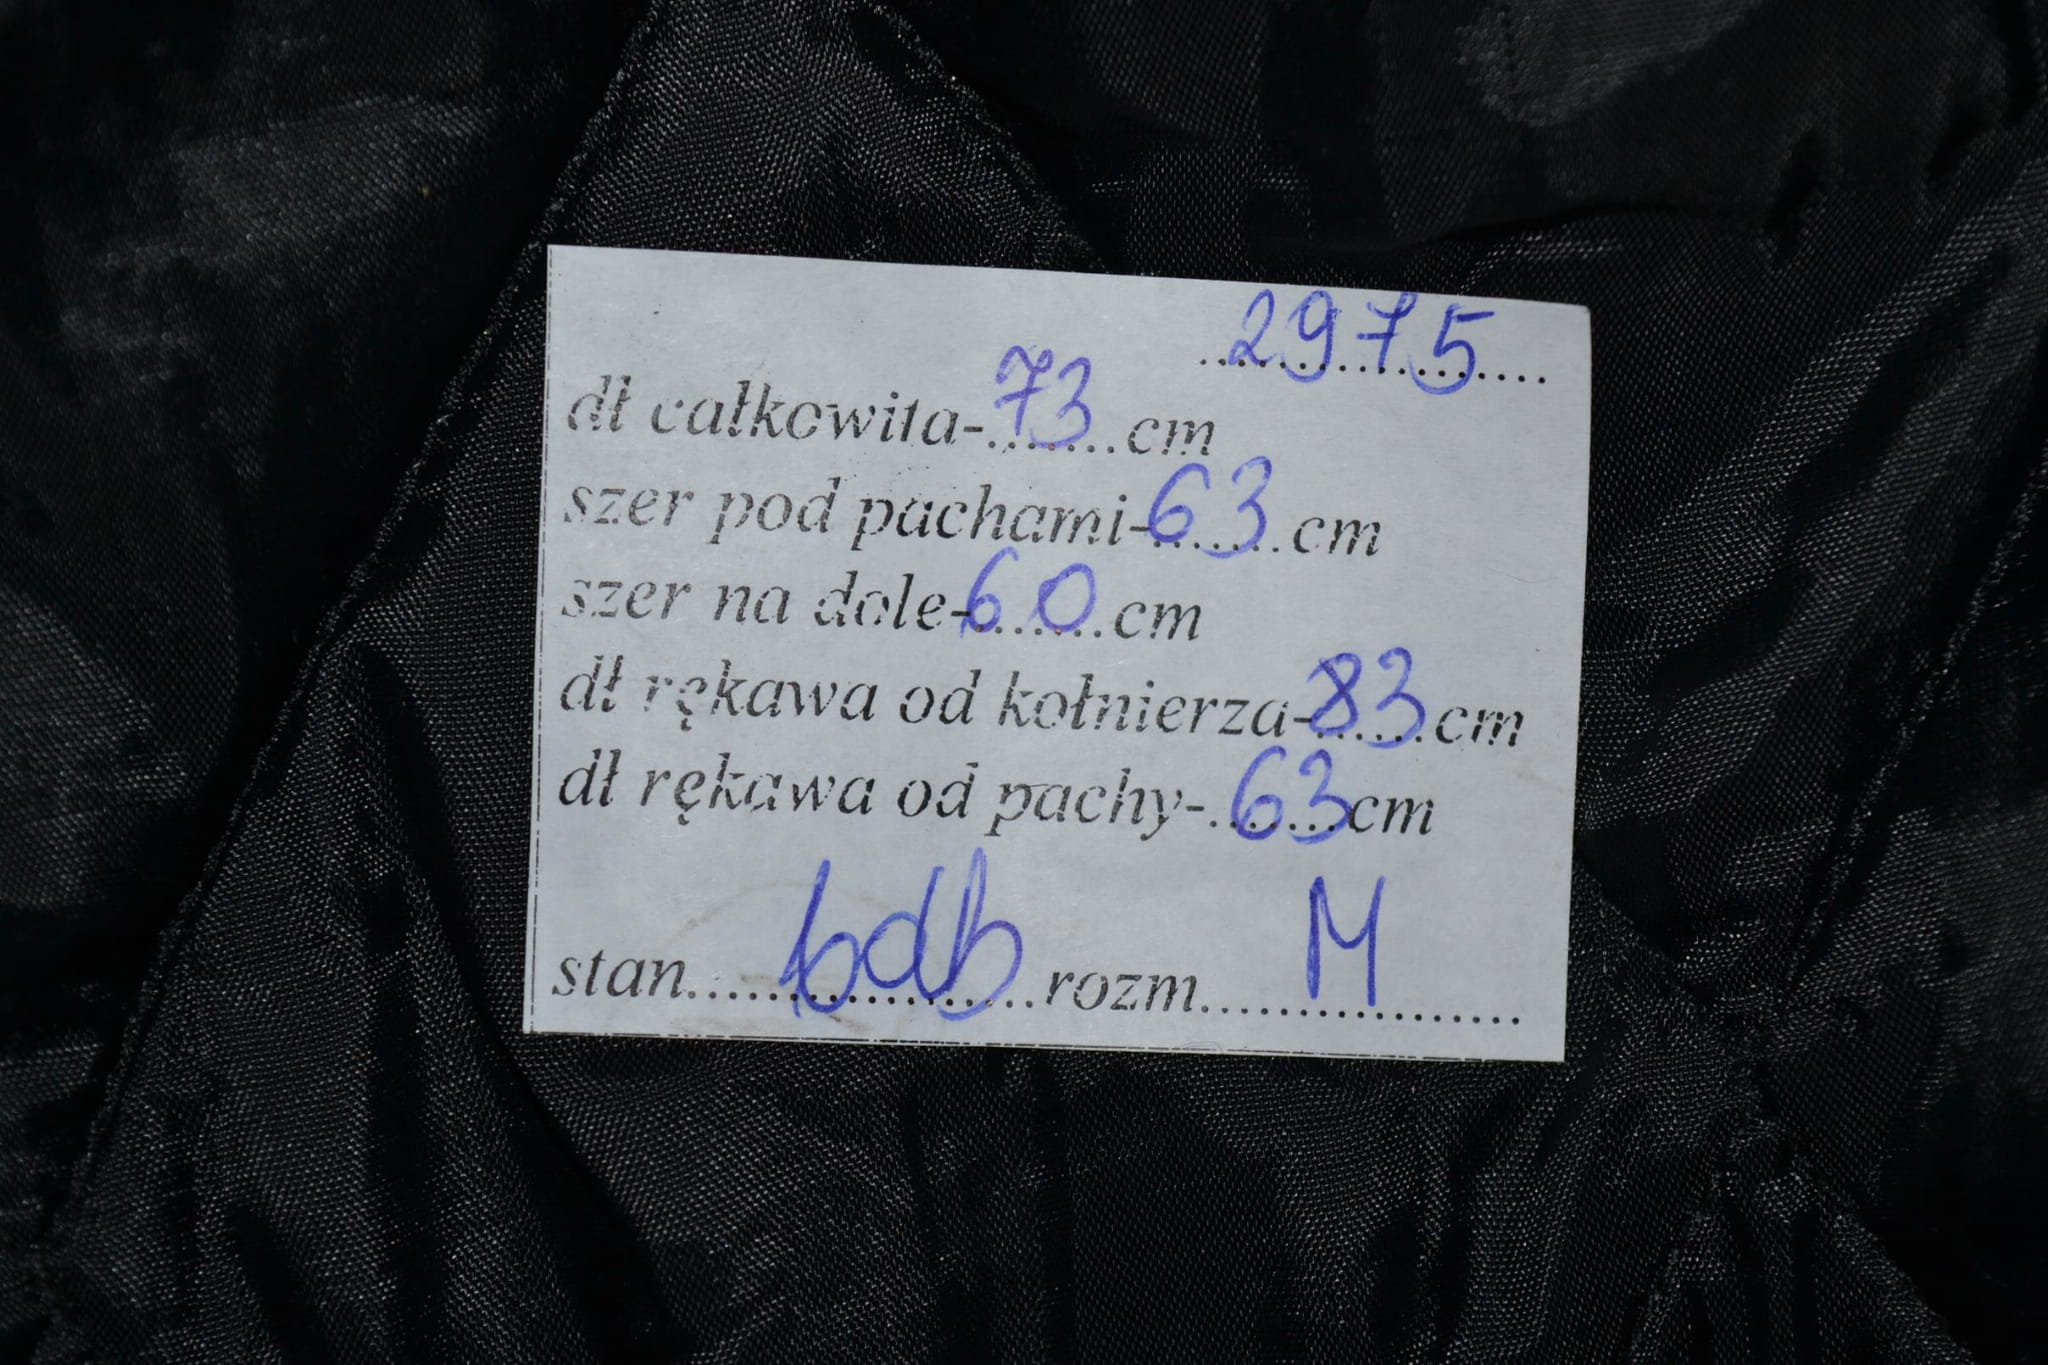 2975
dł całkowita-73cm
szer pod pachami-63cm
szer na dole-60cm
dł rękawa od kołnierza-83cm
dł rękawa od pachy-63cm
stan bdb rozm M